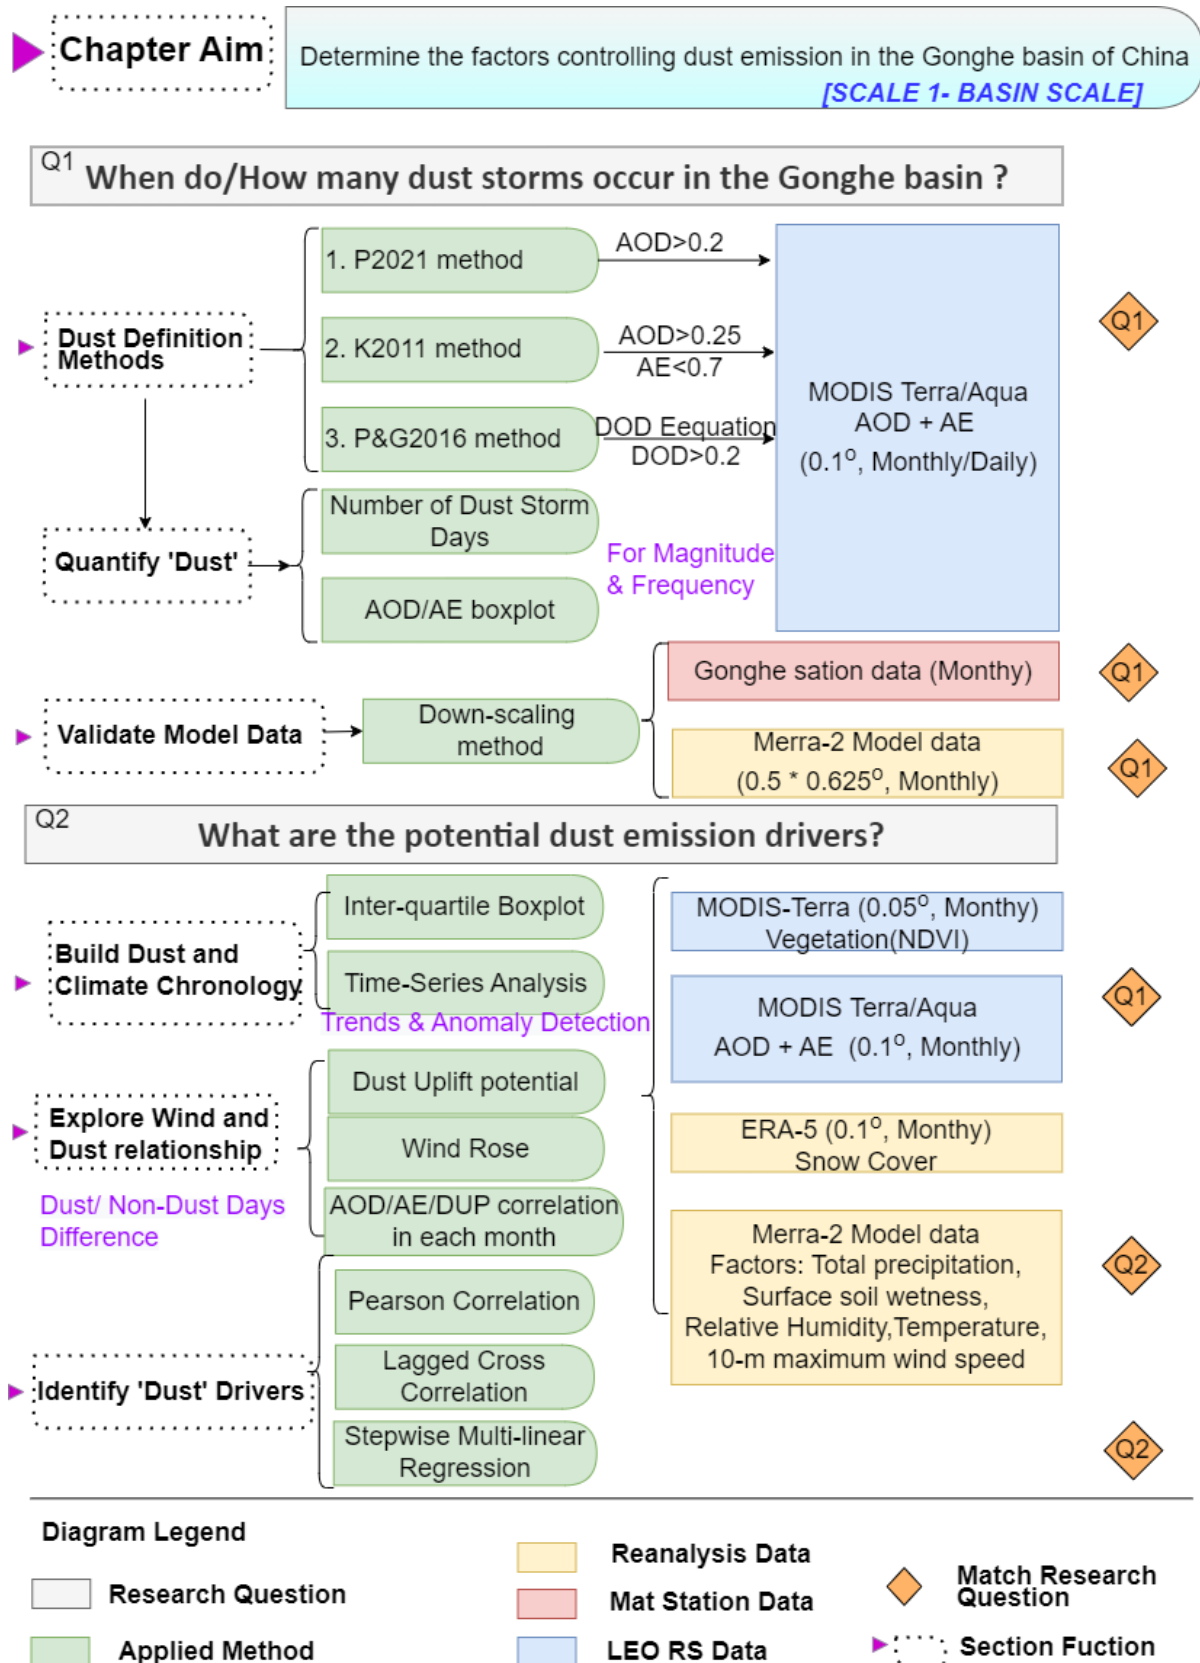 Chapter Aim
Determine the factors controlling dust emission in the Gonghe basin of China
[SCALE 1- BASIN SCALE]
Q1
When do/How many dust storms occur in the Gonghe basin ?
Dust Definition
Methods
1. P2021 method
AOD>0.2
2. K2011 method
AOD>0.25
AE<0.7
3. P&G2016 method
DOD Eequation
DOD>0.2
MODIS Terra/Aqua
AOD + AE
(0.1º, Monthly/Daily)
Q1
Quantify 'Dust'
Number of Dust Storm
Days
AOD/AE boxplot
For Magnitude
& Frequency
Validate Model Data
Down-scaling
method
Gonghe sation data (Monthy)
Q1
Merra-2 Model data
(0.5 * 0.625º, Monthly)
Q1
Q2
What are the potential dust emission drivers?
Build Dust and
Climate Chronology
Inter-quartile Boxplot
Time-Series Analysis
Trends & Anomaly Detection
MODIS-Terra (0.05º, Monthy)
Vegetation(NDVI)
MODIS Terra/Aqua
AOD + AE (0.1º, Monthly)
Q1
Explore Wind and
Dust relationship
Dust/ Non-Dust Days
Difference
Dust Uplift potential
Wind Rose
AOD/AE/DUP correlation
in each month
ERA-5 (0.1º, Monthy)
Snow Cover
Merra-2 Model data
Factors: Total precipitation,
Surface soil wetness,
Relative Humidity,Temperature,
10-m maximum wind speed
Q2
Identify 'Dust' Drivers
Pearson Correlation
Lagged Cross
Correlation
Stepwise Multi-linear
Regression
Q2
Diagram Legend
Research Question
Applied Method
Reanalysis Data
Mat Station Data
LEO RS Data
Match Research
Question
Section Fuction